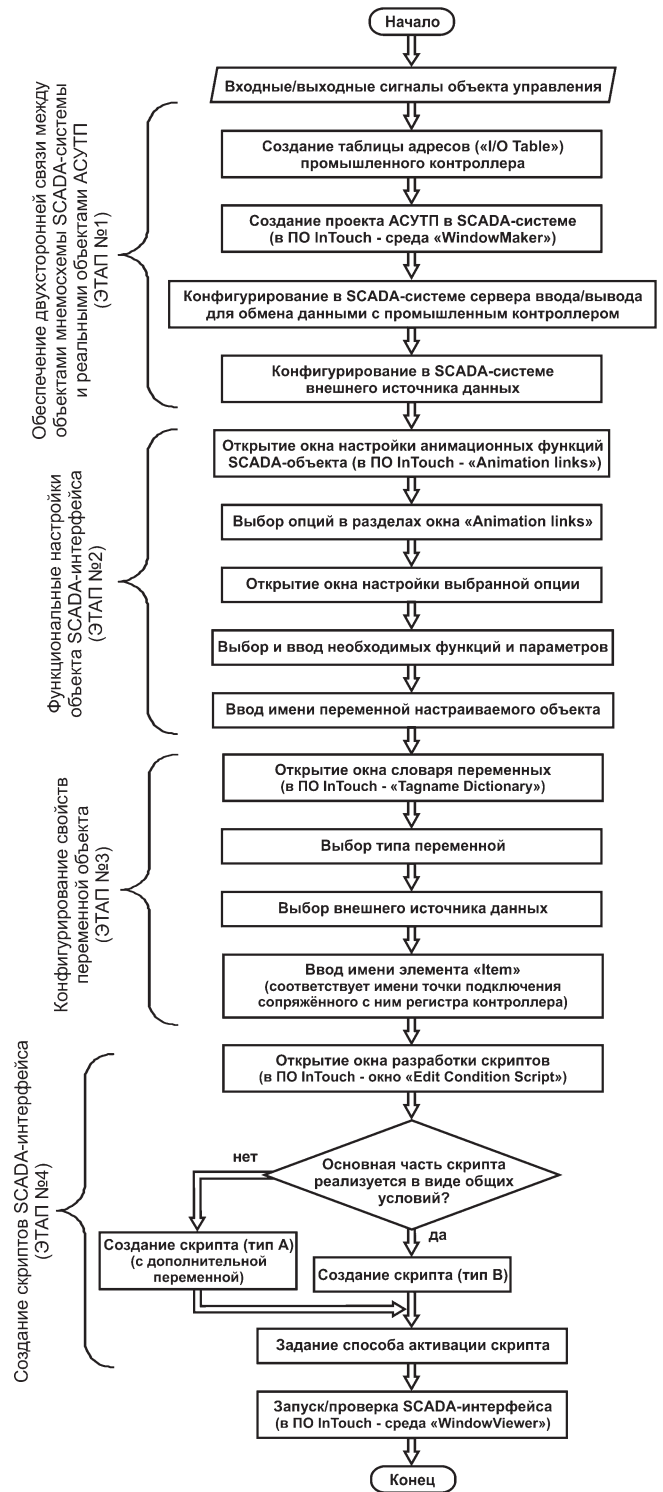 Начало
Входные/выходные сигналы объекта управления
Обеспечение двухсторонней связи между
объектами мнемосхемы SCADA-системы
и реальными объектами АСУТП
(ЭТАП №1)
Создание таблицы адресов («I/O Table»)
промышленного контроллера
Создание проекта АСУТП в SCADA-системе
(в ПО InTouch - среда «WindowMaker»)
Конфигурирование в SCADA-системе сервера ввода/вывода
для обмена данными с промышленным контроллером
Конфигурирование в SCADA-системе
внешнего источника данных
Функциональные настройки
объекта SCADA-интерфейса
(ЭТАП №2)
Открытие окна настройки анимационных функций
SCADA-объекта (в ПО InTouch - «Animation links»)
Выбор опций в разделах окна «Animation links»
Открытие окна настройки выбранной опции
Выбор и ввод необходимых функций и параметров
Ввод имени переменной настраиваемого объекта
Конфигурирование свойств
переменной объекта
(ЭТАП №3)
Открытие окна словаря переменных
(в ПО InTouch - «Tagname Dictionary»)
Выбор типа переменной
Выбор внешнего источника данных
Ввод имени элемента «Item»
(соответствует имени точки подключения
сопряжённого с ним регистра контроллера)
Создание скриптов SCADA-интерфейса
(ЭТАП №4)
Открытие окна разработки скриптов
(в ПО InTouch - окно «Edit Condition Script»)
Основная часть скрипта
реализуется в виде общих
условий?
нет
да
Создание скрипта (тип А)
(с дополнительной
переменной)
Создание скрипта (тип В)
Задание способа активации скрипта
Запуск/проверка SCADA-интерфейса
(в ПО InTouch - среда «WindowViewer»)
Конец